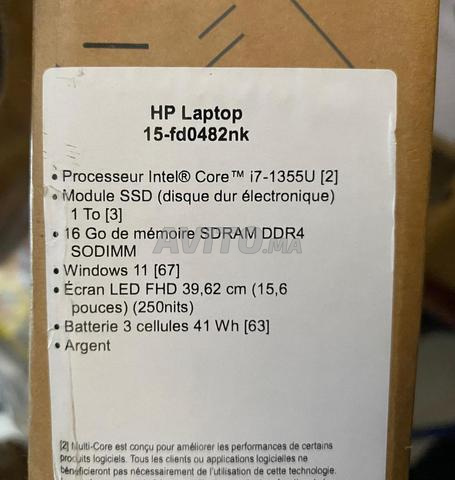 HP Laptop
15-fd0482nk
• Processeur Intel® Core™ i7-1355U [2]
• Module SSD (disque dur électronique)
1 To [3]
• 16 Go de mémoire SDRAM DDR4
SODIMM
AVITO.MA
• Windows 11 [67]
• Écran LED FHD 39,62 cm (15,6
pouces) (250nits)
• Batterie 3 cellules 41 Wh [63]
• Argent
[2] Multi-Core est conçu pour améliorer les performances de certains
produits logiciels. Tous les clients ou applications logicielles ne
bénéficieront pas nécessairement de l'utilisation de cette technologie.